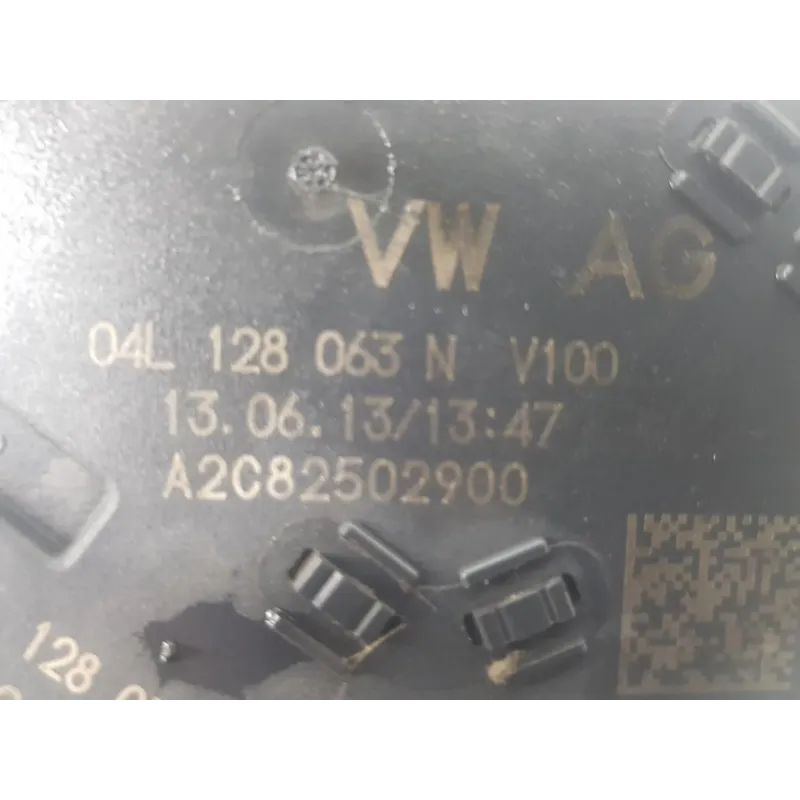 VW AG
04L 128 063 N V100
13.06.13/13:47
A2C82502900
128